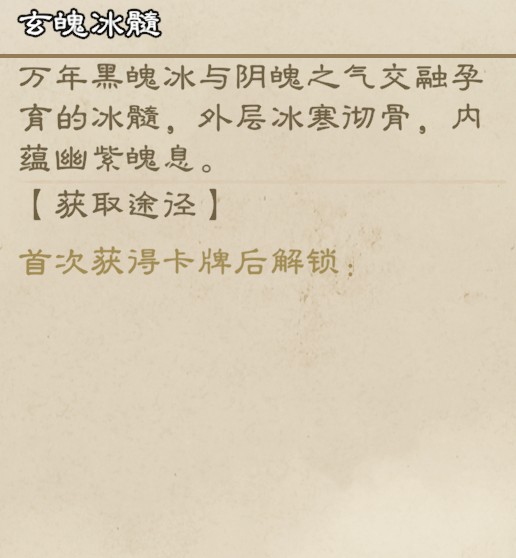 玄魄冰髓
万年黑魄冰与阴魄之气交融孕
育的冰髓，外层冰寒彻骨，内
蕴幽紫魄息。
【获取途径】
首次获得卡牌后解锁：